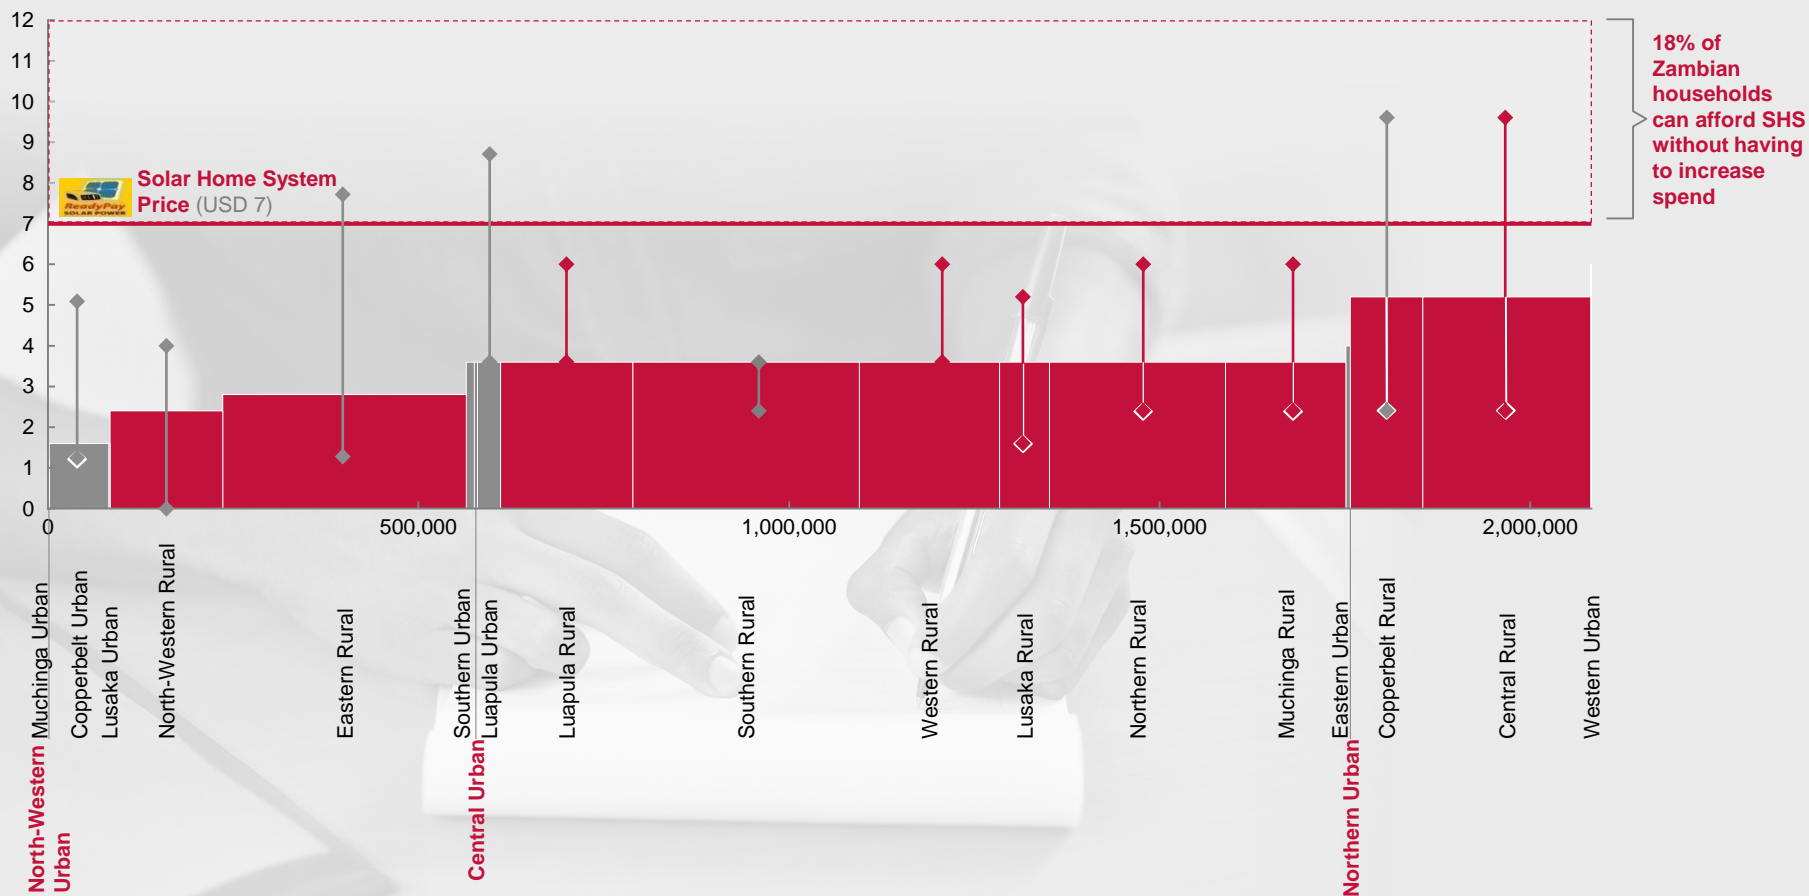 12
11
10
9
8
7
6
5
4
3
2
1
0
18% of
Zambian
households
can afford SHS
without having
to increase
spend
ReadyPay
SOLAR POWER
Solar Home System
Price (USD 7)
0
500,000
1,000,000
1,500,000
2,000,000
Muchinga Urban
Copperbelt Urban
Lusaka Urban
North-Western Rural
Eastern Rural
Southern Urban
Luapula Urban
Luapula Rural
Southern Rural
Western Rural
Lusaka Rural
Northern Rural
Muchinga Rural
Eastern Urban
Copperbelt Rural
Central Rural
Western Urban
North-Western
Urban
Central Urban
Northern Urban